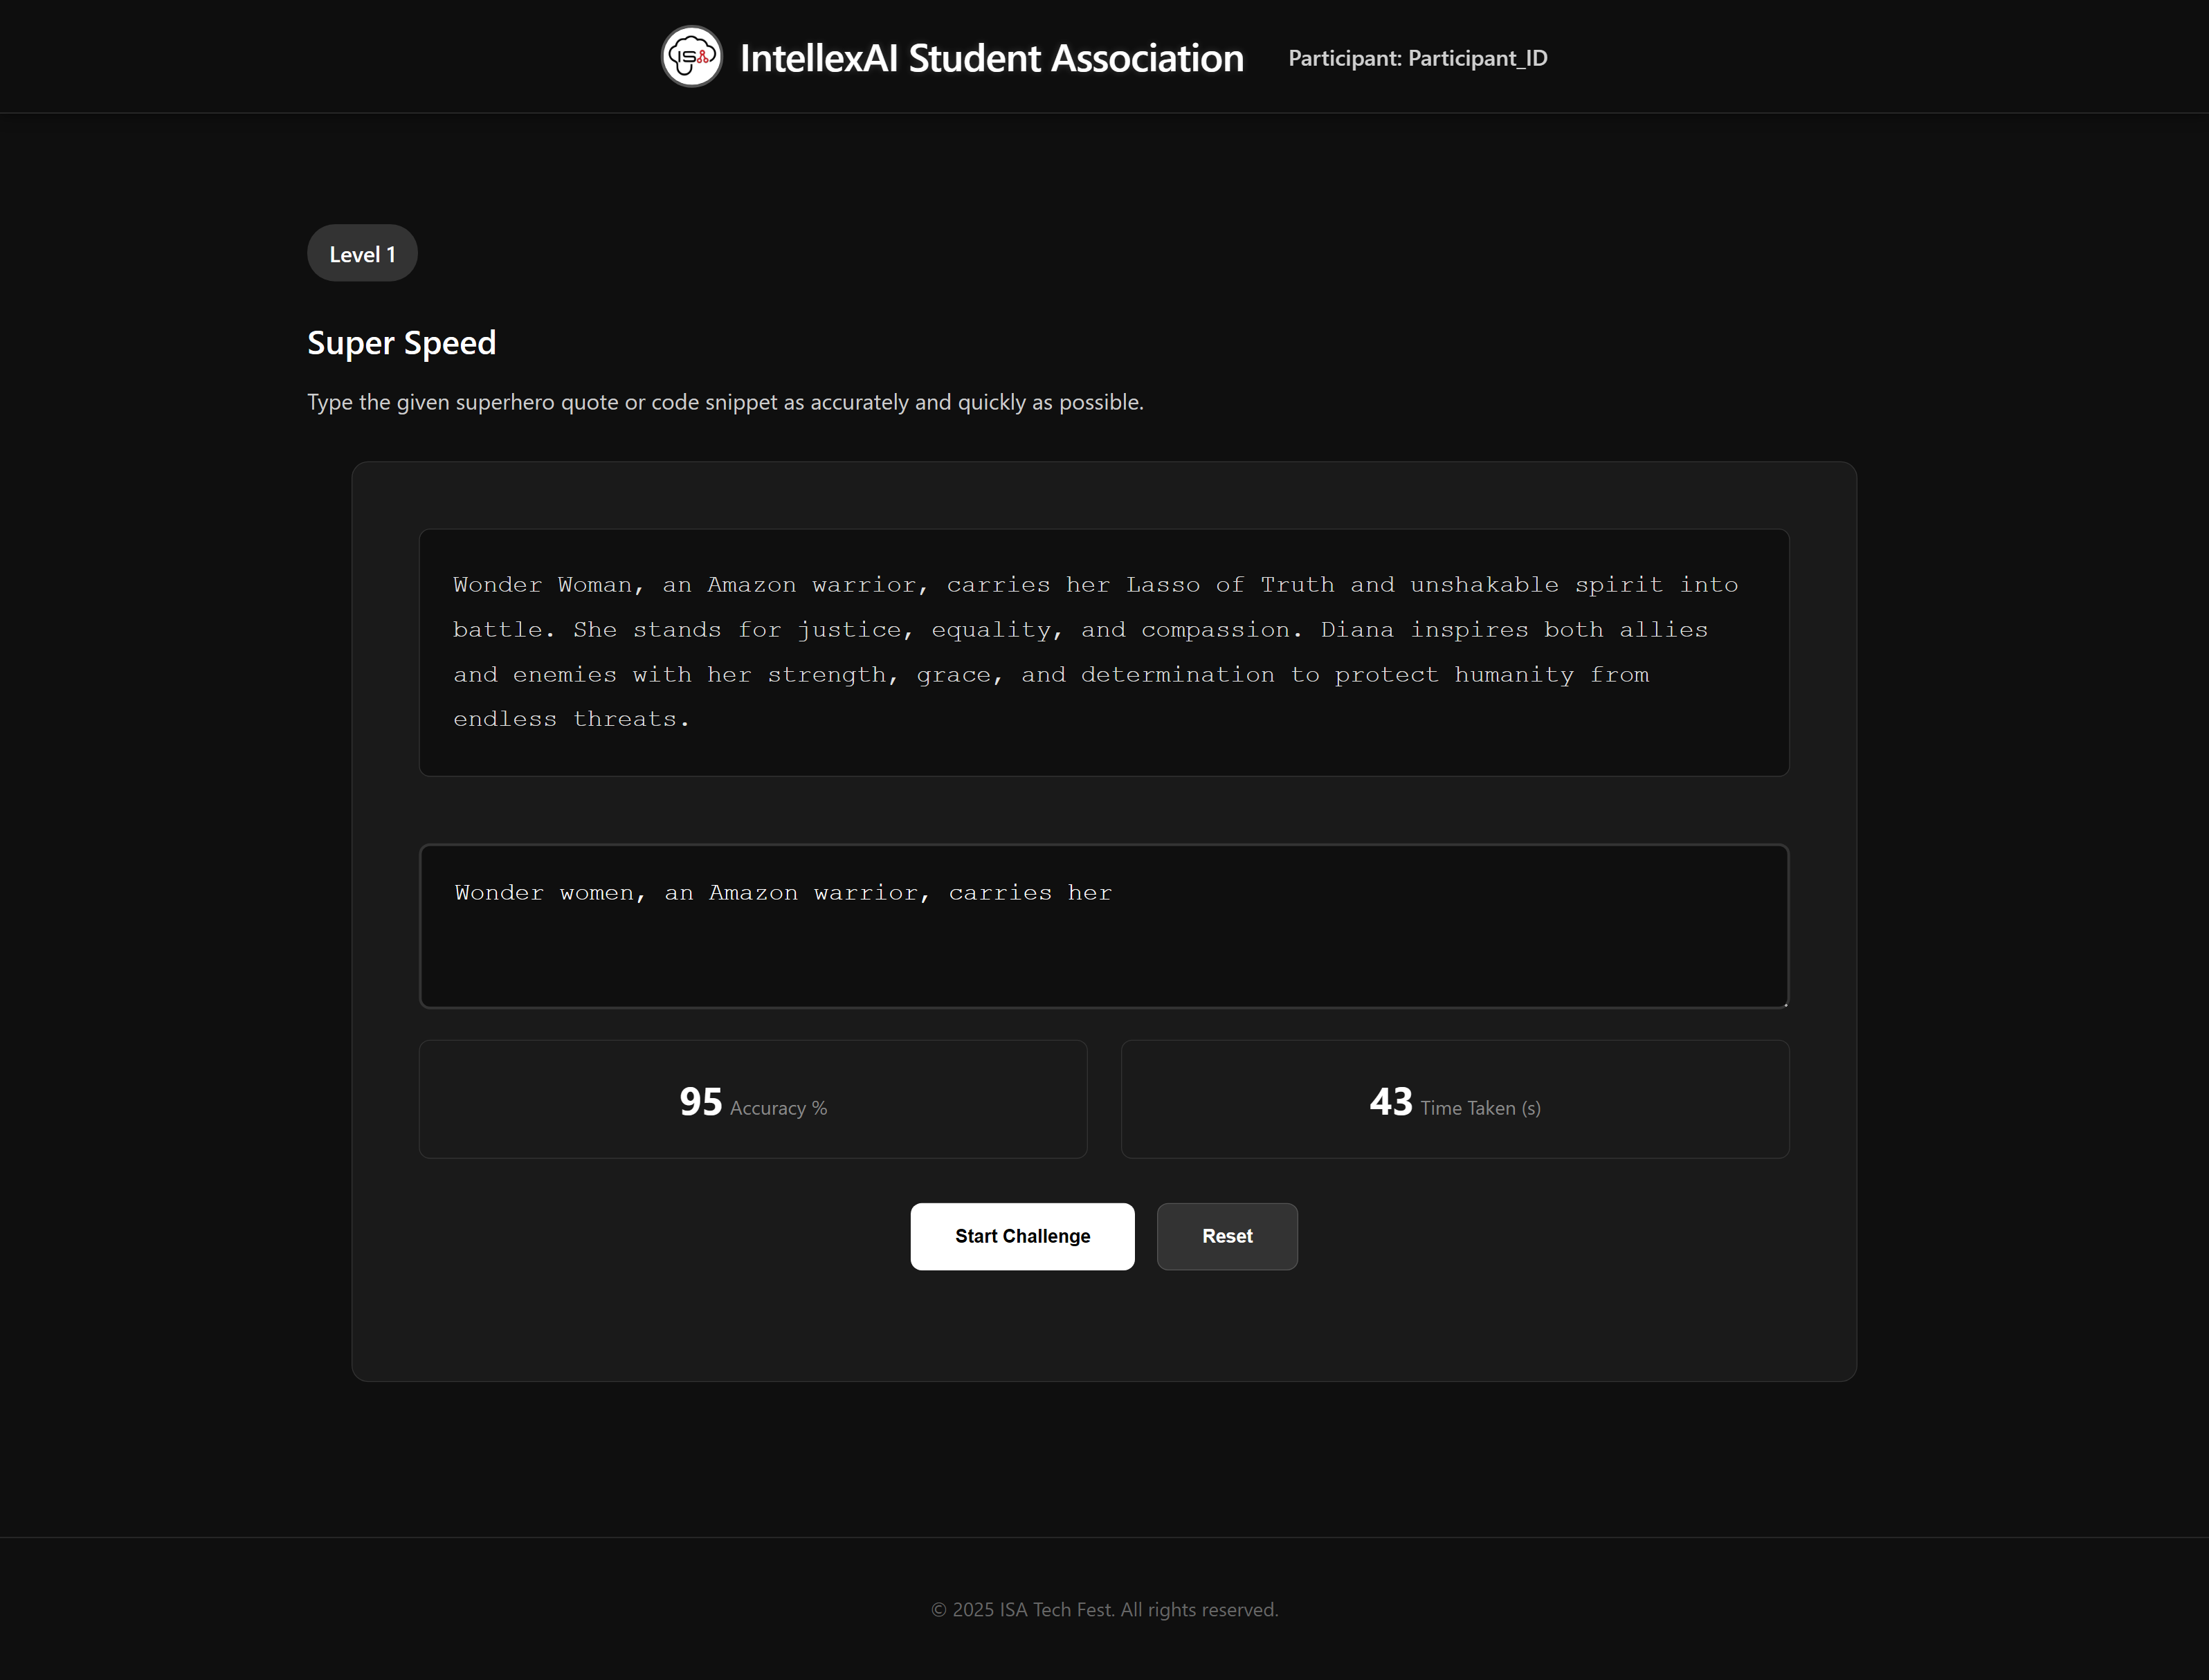 IS
IntellexAI Student Association
Participant: Participant_ID
Level 1
Super Speed
Type the given superhero quote or code snippet as accurately and quickly as possible.
Wonder Woman, an Amazon warrior, carries her Lasso of Truth and unshakable spirit into
battle. She stands for justice, equality, and compassion. Diana inspires both allies
and enemies with her strength, grace, and determination to protect humanity from
endless threats.
Wonder women, an Amazon warrior, carries her
95 Accuracy %
43 Time Taken (s)
Start Challenge
Reset
© 2025 ISA Tech Fest. All rights reserved.